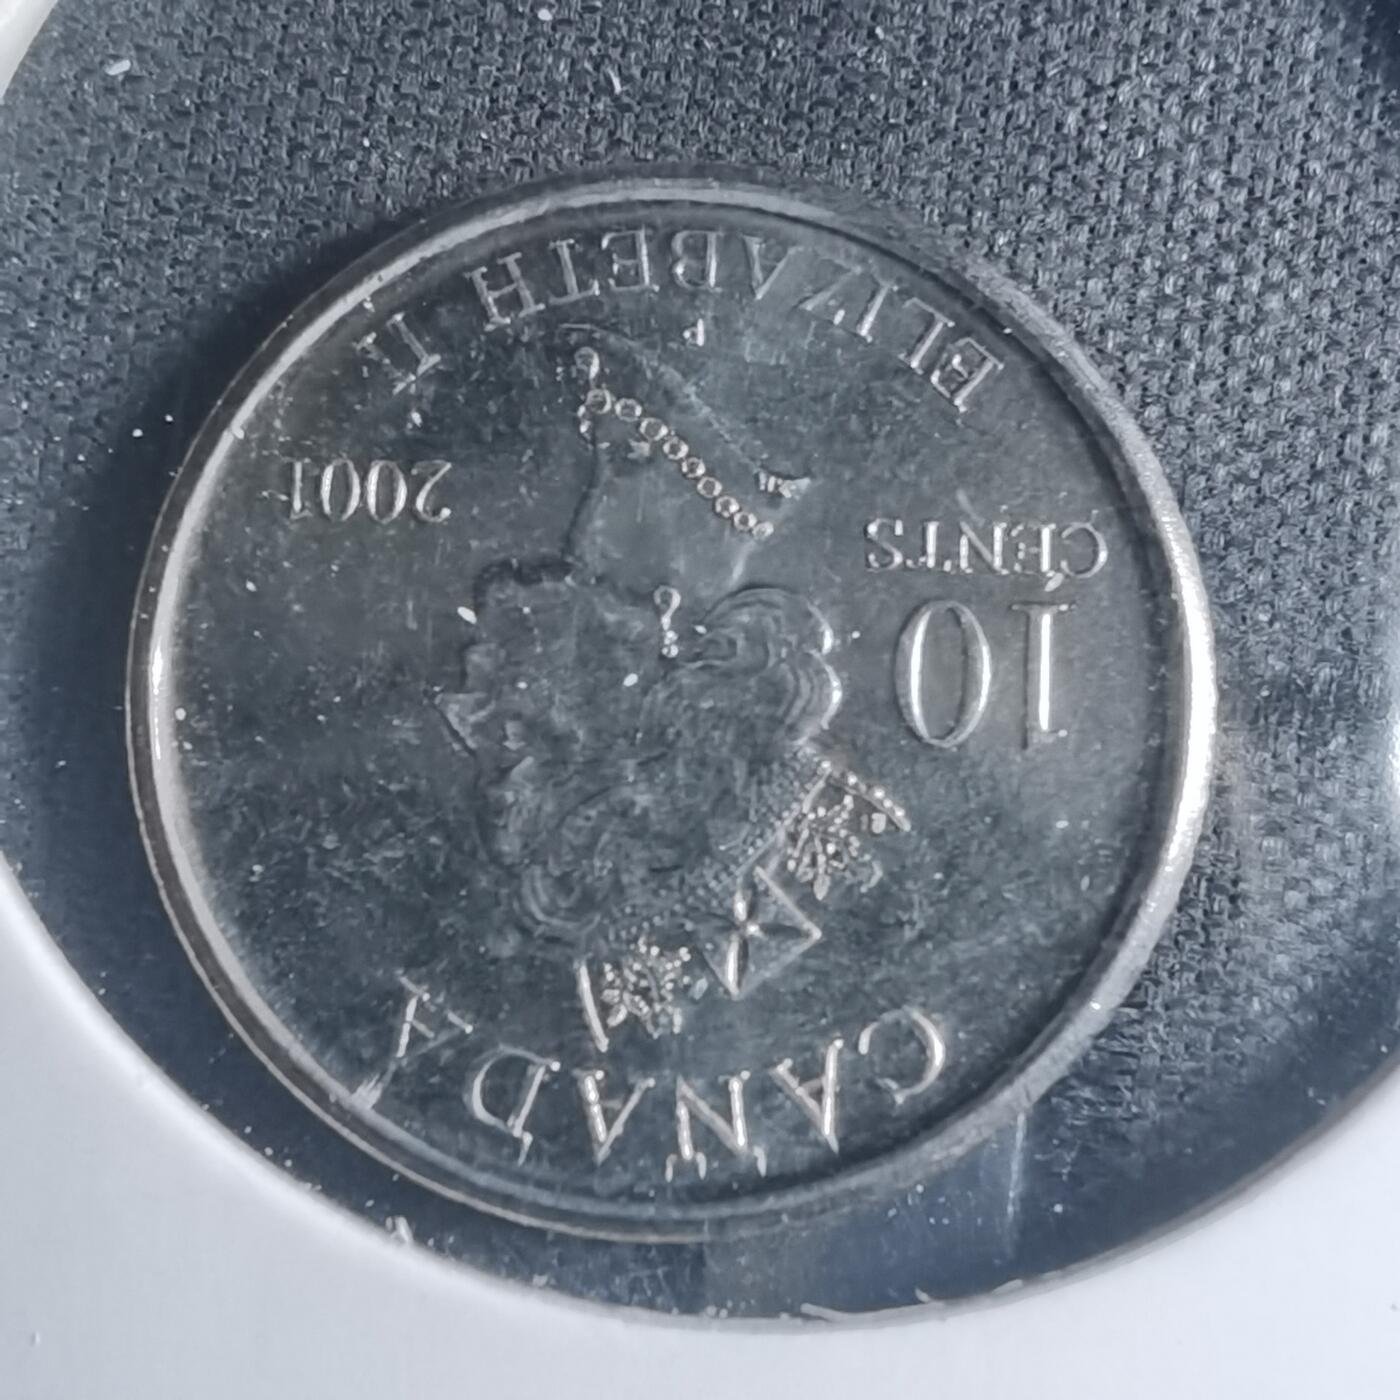 CANADA
10
CENTS
2001
P
ELIZABETH II